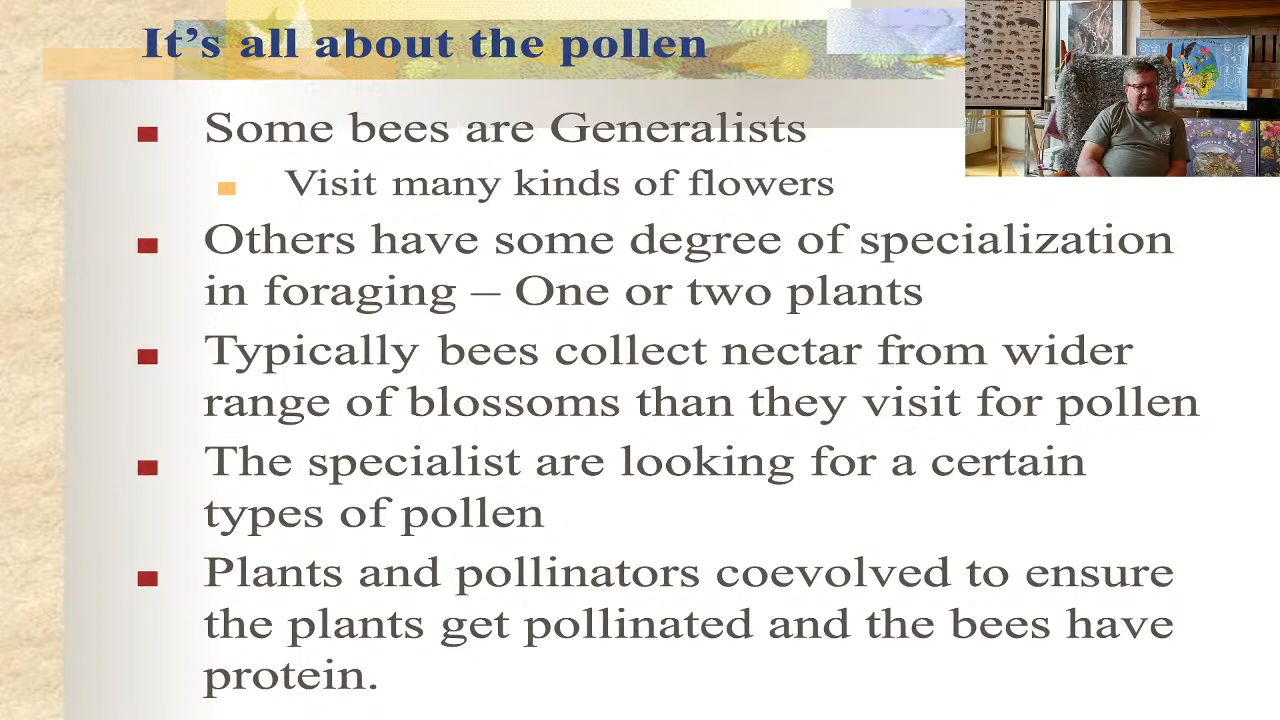 It's all about the pollen
Some bees are Generalists
Visit many kinds of flowers
Others have some degree of specialization
in foraging – One or two plants
Typically bees collect nectar from wider
range of blossoms than they visit for pollen
The specialist are looking for a certain
types of pollen
Plants and pollinators coevolved to ensure
the plants get pollinated and the bees have
protein.